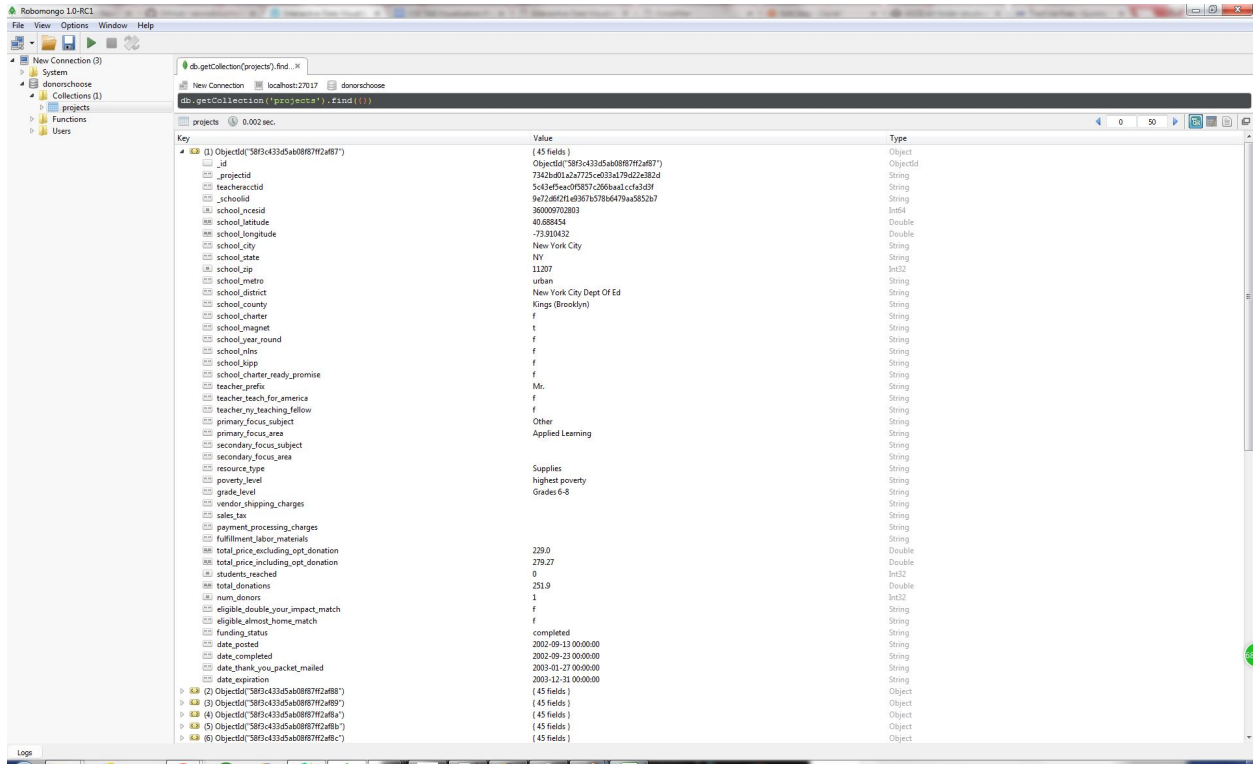 Robomongo 1.0-RC1
File View Options Window Help
New Connection (3)
System
donorschoose
Collections (1)
projects
Functions
Users
db.getCollection('projects').find...
New Connection localhost:27017 donorschoose
db.getCollection('projects').find({})
projects 0.002 sec. 0 50
Key Value Type
(1) ObjectId("58f3c433d5ab08f87ff2af87") { 45 fields } Object
_id ObjectId("58f3c433d5ab08f87ff2af87") ObjectId
_projectid 7342bd01a2a7725ce033a179d22e382d String
teacheracctid 5c43ef5eac0f5857c266baa1ccfa3d3f String
_schoolid 9e72d6f2f1e9367b578b6479aa5852b7 String
school_ncesid 360009702803 Int64
school_latitude 40.688454 Double
school_longitude -73.910432 Double
school_city New York City String
school_state NY String
school_zip 11207 Int32
school_metro urban String
school_district New York City Dept Of Ed String
school_county Kings (Brooklyn) String
school_charter f String
school_magnet t String
school_year_round f String
school_nlns f String
school_kipp f String
school_charter_ready_promise f String
teacher_prefix Mr. String
teacher_teach_for_america f String
teacher_ny_teaching_fellow f String
primary_focus_subject Other String
primary_focus_area Applied Learning String
secondary_focus_subject String
secondary_focus_area String
resource_type Supplies String
poverty_level highest poverty String
grade_level Grades 6-8 String
vendor_shipping_charges String
sales_tax String
payment_processing_charges String
fulfillment_labor_materials String
total_price_excluding_opt_donation 229.0 Double
total_price_including_opt_donation 279.27 Double
students_reached 0 Int32
total_donations 251.9 Double
num_donors 1 Int32
eligible_double_your_impact_match f String
eligible_almost_home_match f String
funding_status completed String
date_posted 2002-09-13 00:00:00 String
date_completed 2002-09-23 00:00:00 String
date_thank_you_packet_mailed 2003-01-27 00:00:00 String
date_expiration 2003-12-31 00:00:00 String
(2) ObjectId("58f3c433d5ab08f87ff2af88") { 45 fields } Object
(3) ObjectId("58f3c433d5ab08f87ff2af89") { 45 fields } Object
(4) ObjectId("58f3c433d5ab08f87ff2af8a") { 45 fields } Object
(5) ObjectId("58f3c433d5ab08f87ff2af8b") { 45 fields } Object
(6) ObjectId("58f3c433d5ab08f87ff2af8c") { 45 fields } Object
Logs